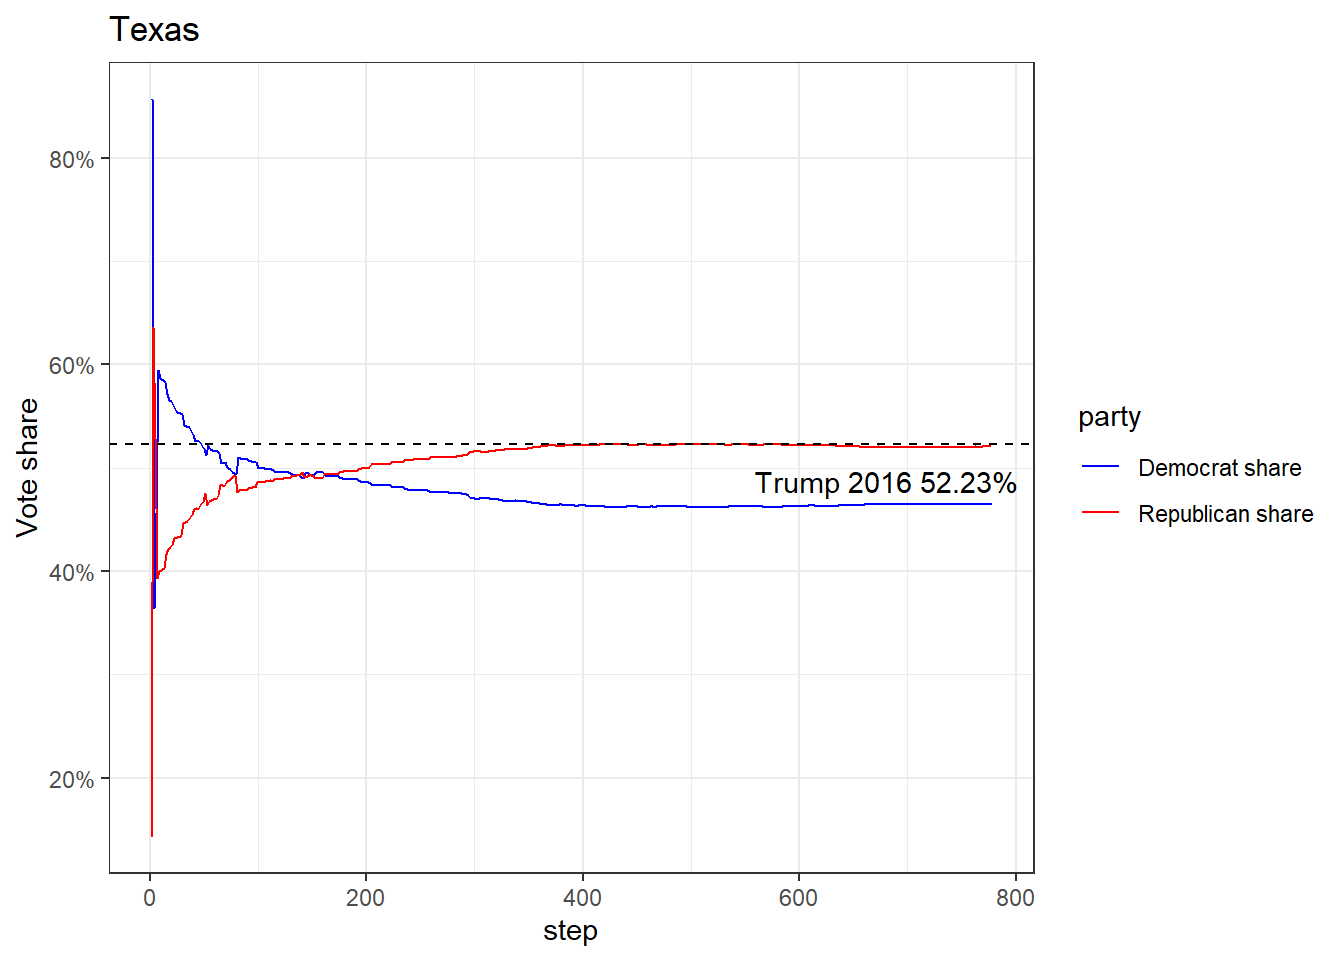 Texas
Vote share
80%
60%
40%
20%
Trump 2016 52.23%
0
200
400
600
800
step
party
Democrat share
Republican share